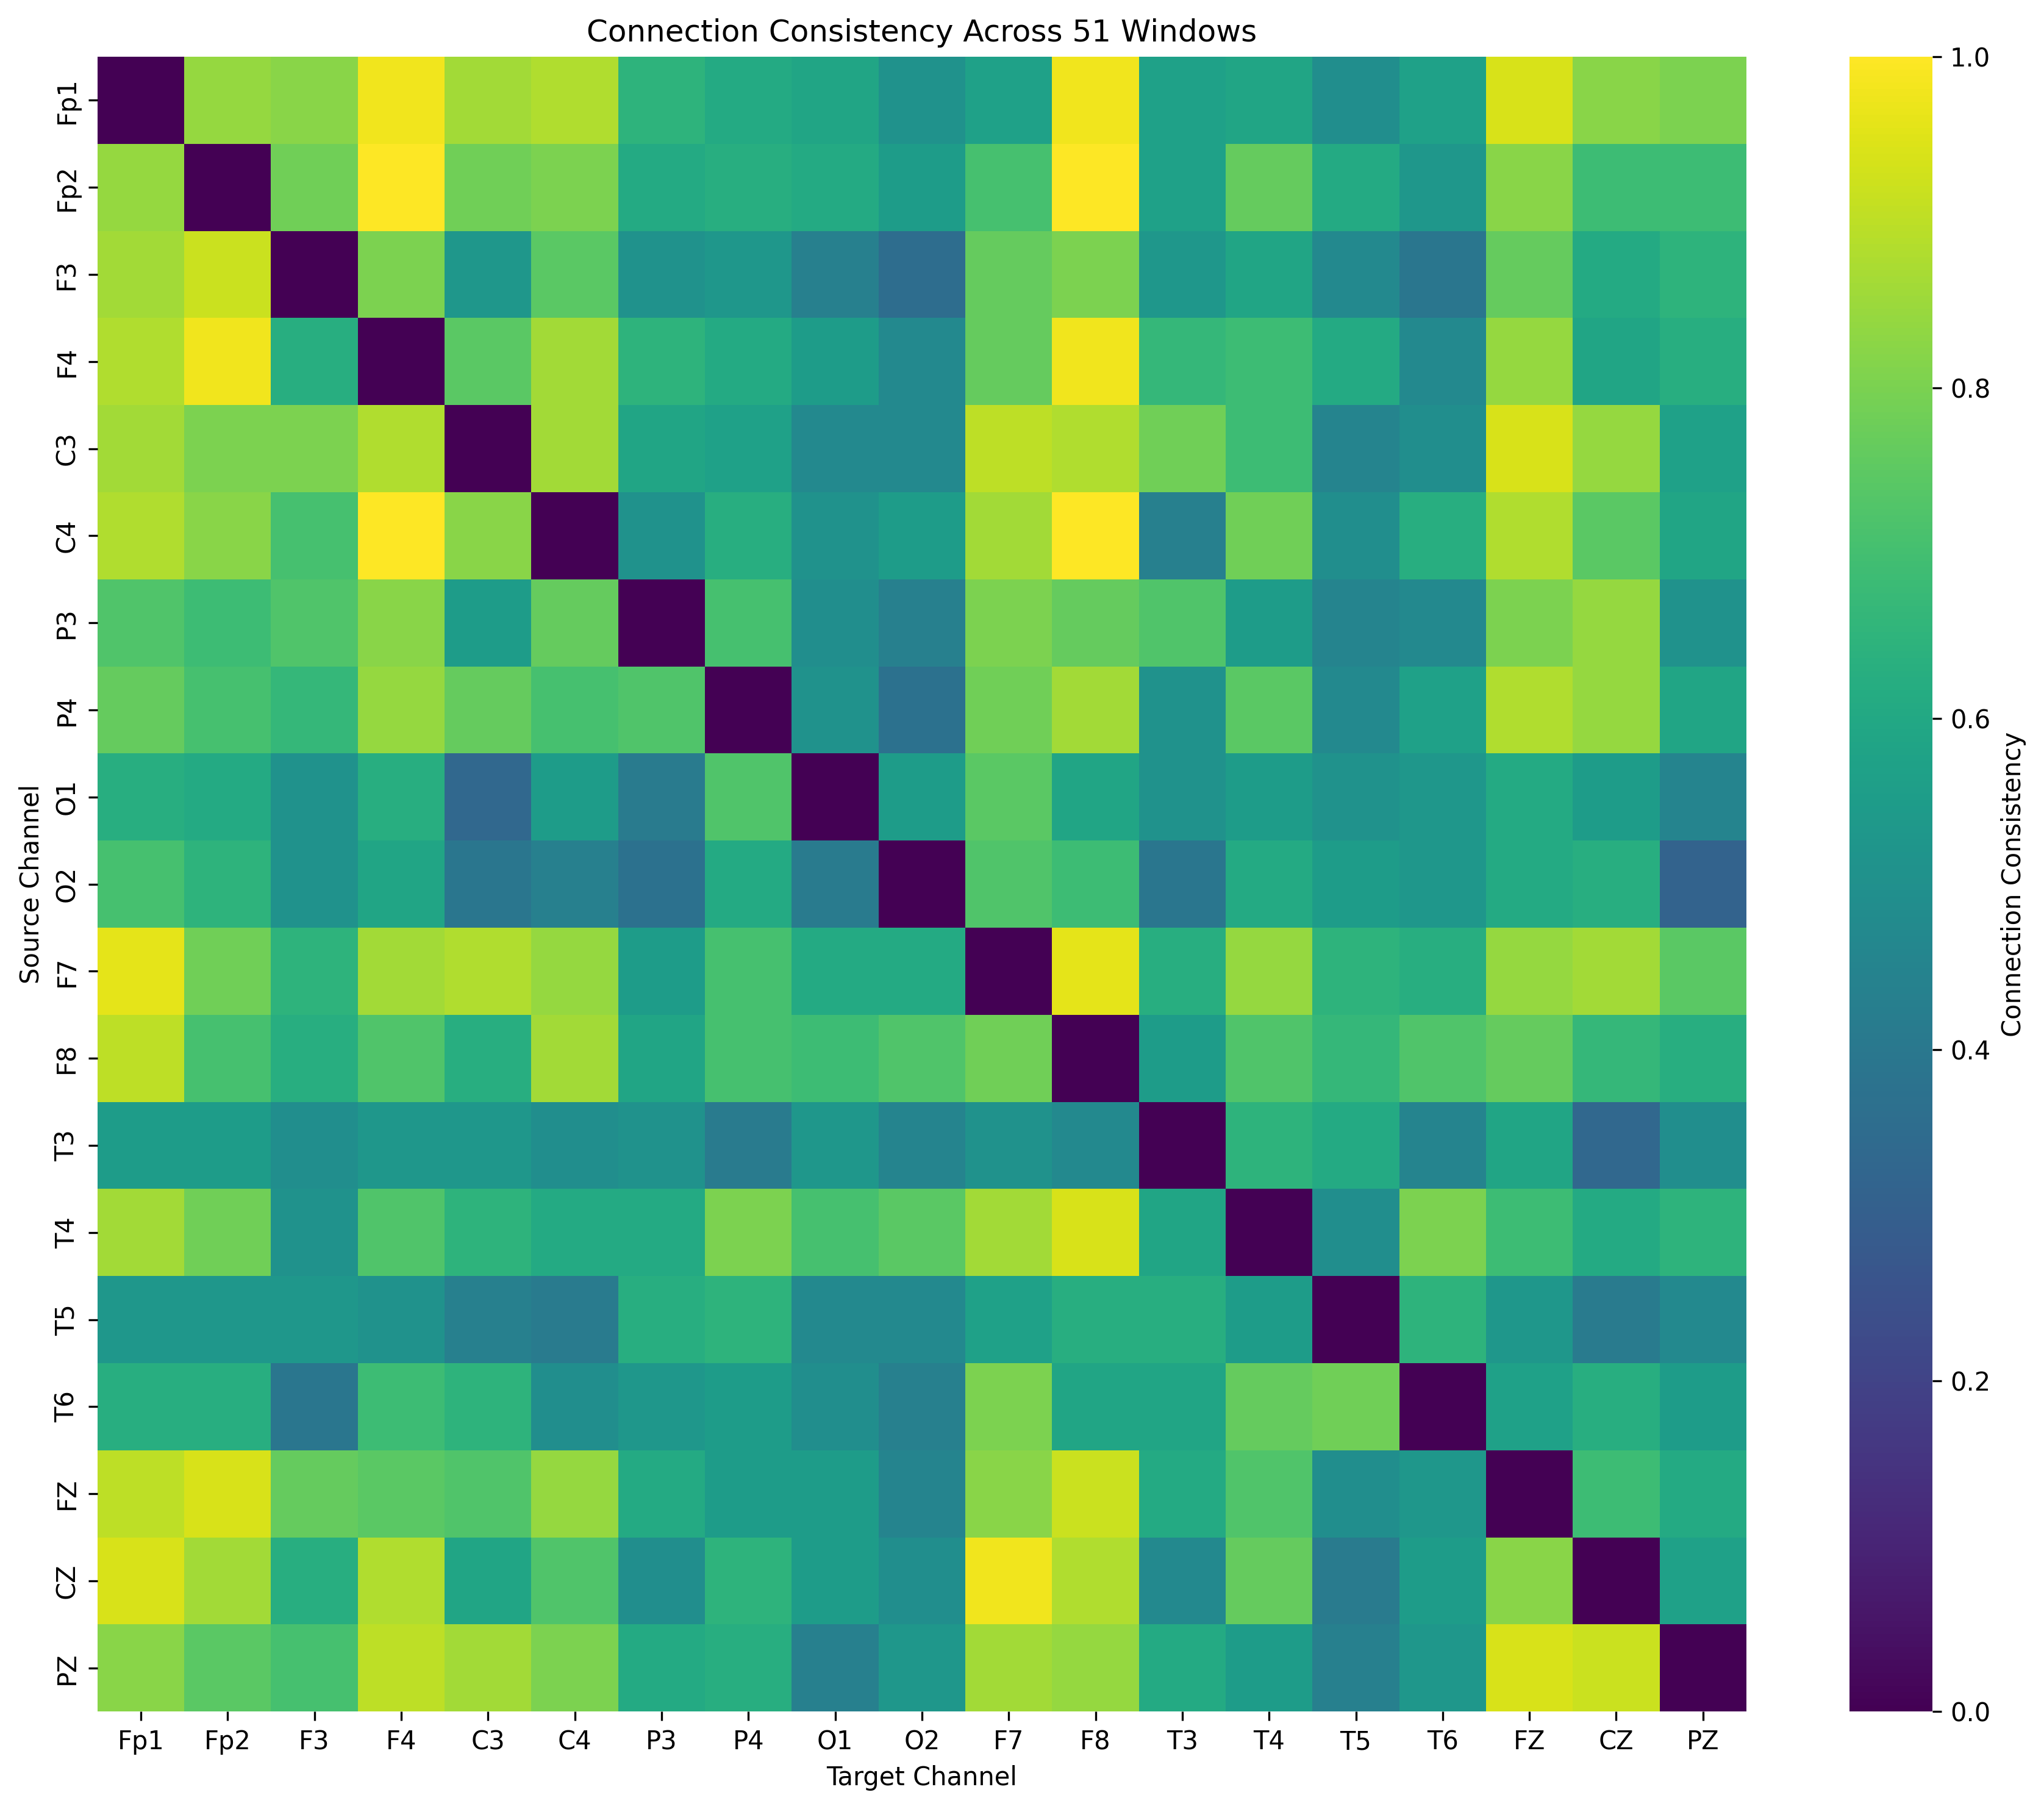 Connection Consistency Across 51 Windows
Source Channel
Fp1
Fp2
F3
F4
C3
C4
P3
P4
O1
O2
F7
F8
T3
T4
T5
T6
FZ
CZ
PZ
Fp1 Fp2 F3 F4 C3 C4 P3 P4 O1 O2 F7 F8 T3 T4 T5 T6 FZ CZ PZ
Target Channel
1.0
0.8
0.6
0.4
0.2
0.0
Connection Consistency